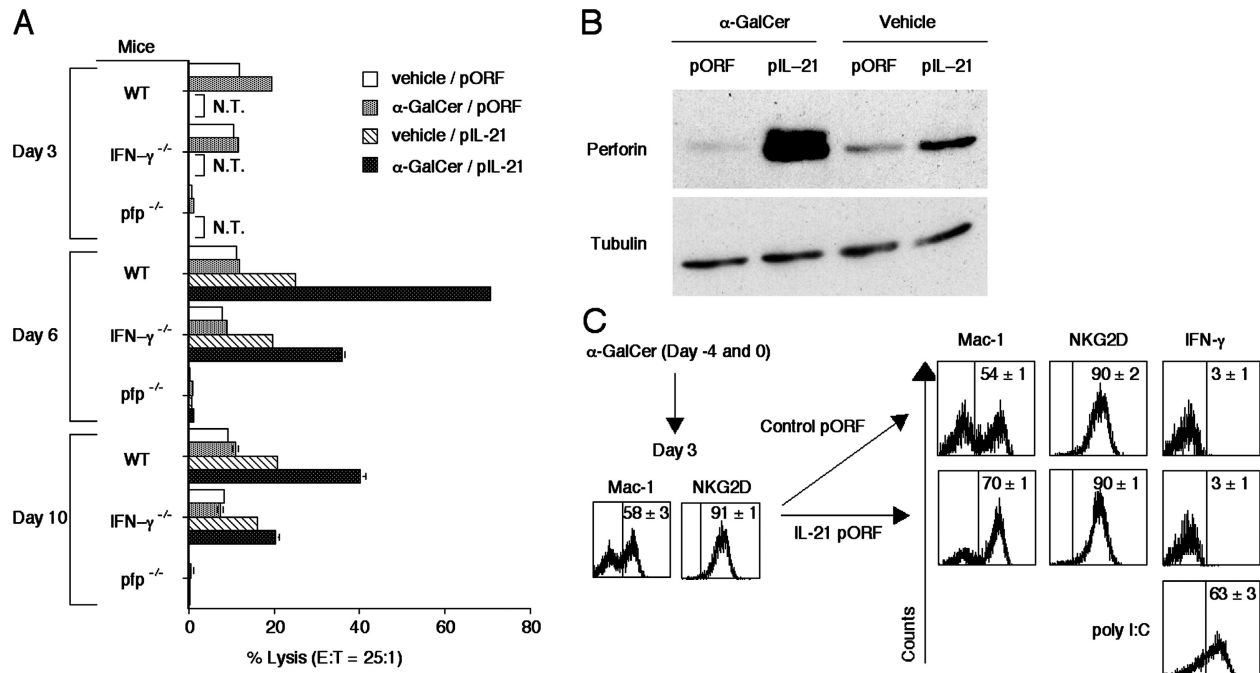 A
Mice
vehicle / pORF
α-GalCer / pORF
vehicle / pIL-21
α-GalCer / pIL-21
Day 3
WT
N.T.
IFN–γ -/-
N.T.
pfp -/-
N.T.
Day 6
WT
IFN–γ -/-
pfp -/-
Day 10
WT
IFN–γ -/-
pfp -/-
0 20 40 60 80
% Lysis (E:T = 25:1)
B
α-GalCer Vehicle
pORF pIL–21 pORF pIL–21
Perforin
Tubulin
C
α-GalCer (Day -4 and 0)
Day 3
Mac-1 NKG2D
58 ± 3 91 ± 1
Control pORF
IL-21 pORF
Counts
Mac-1 NKG2D IFN-γ
54 ± 1 90 ± 2 3 ± 1
70 ± 1 90 ± 1 3 ± 1
poly I:C
63 ± 3